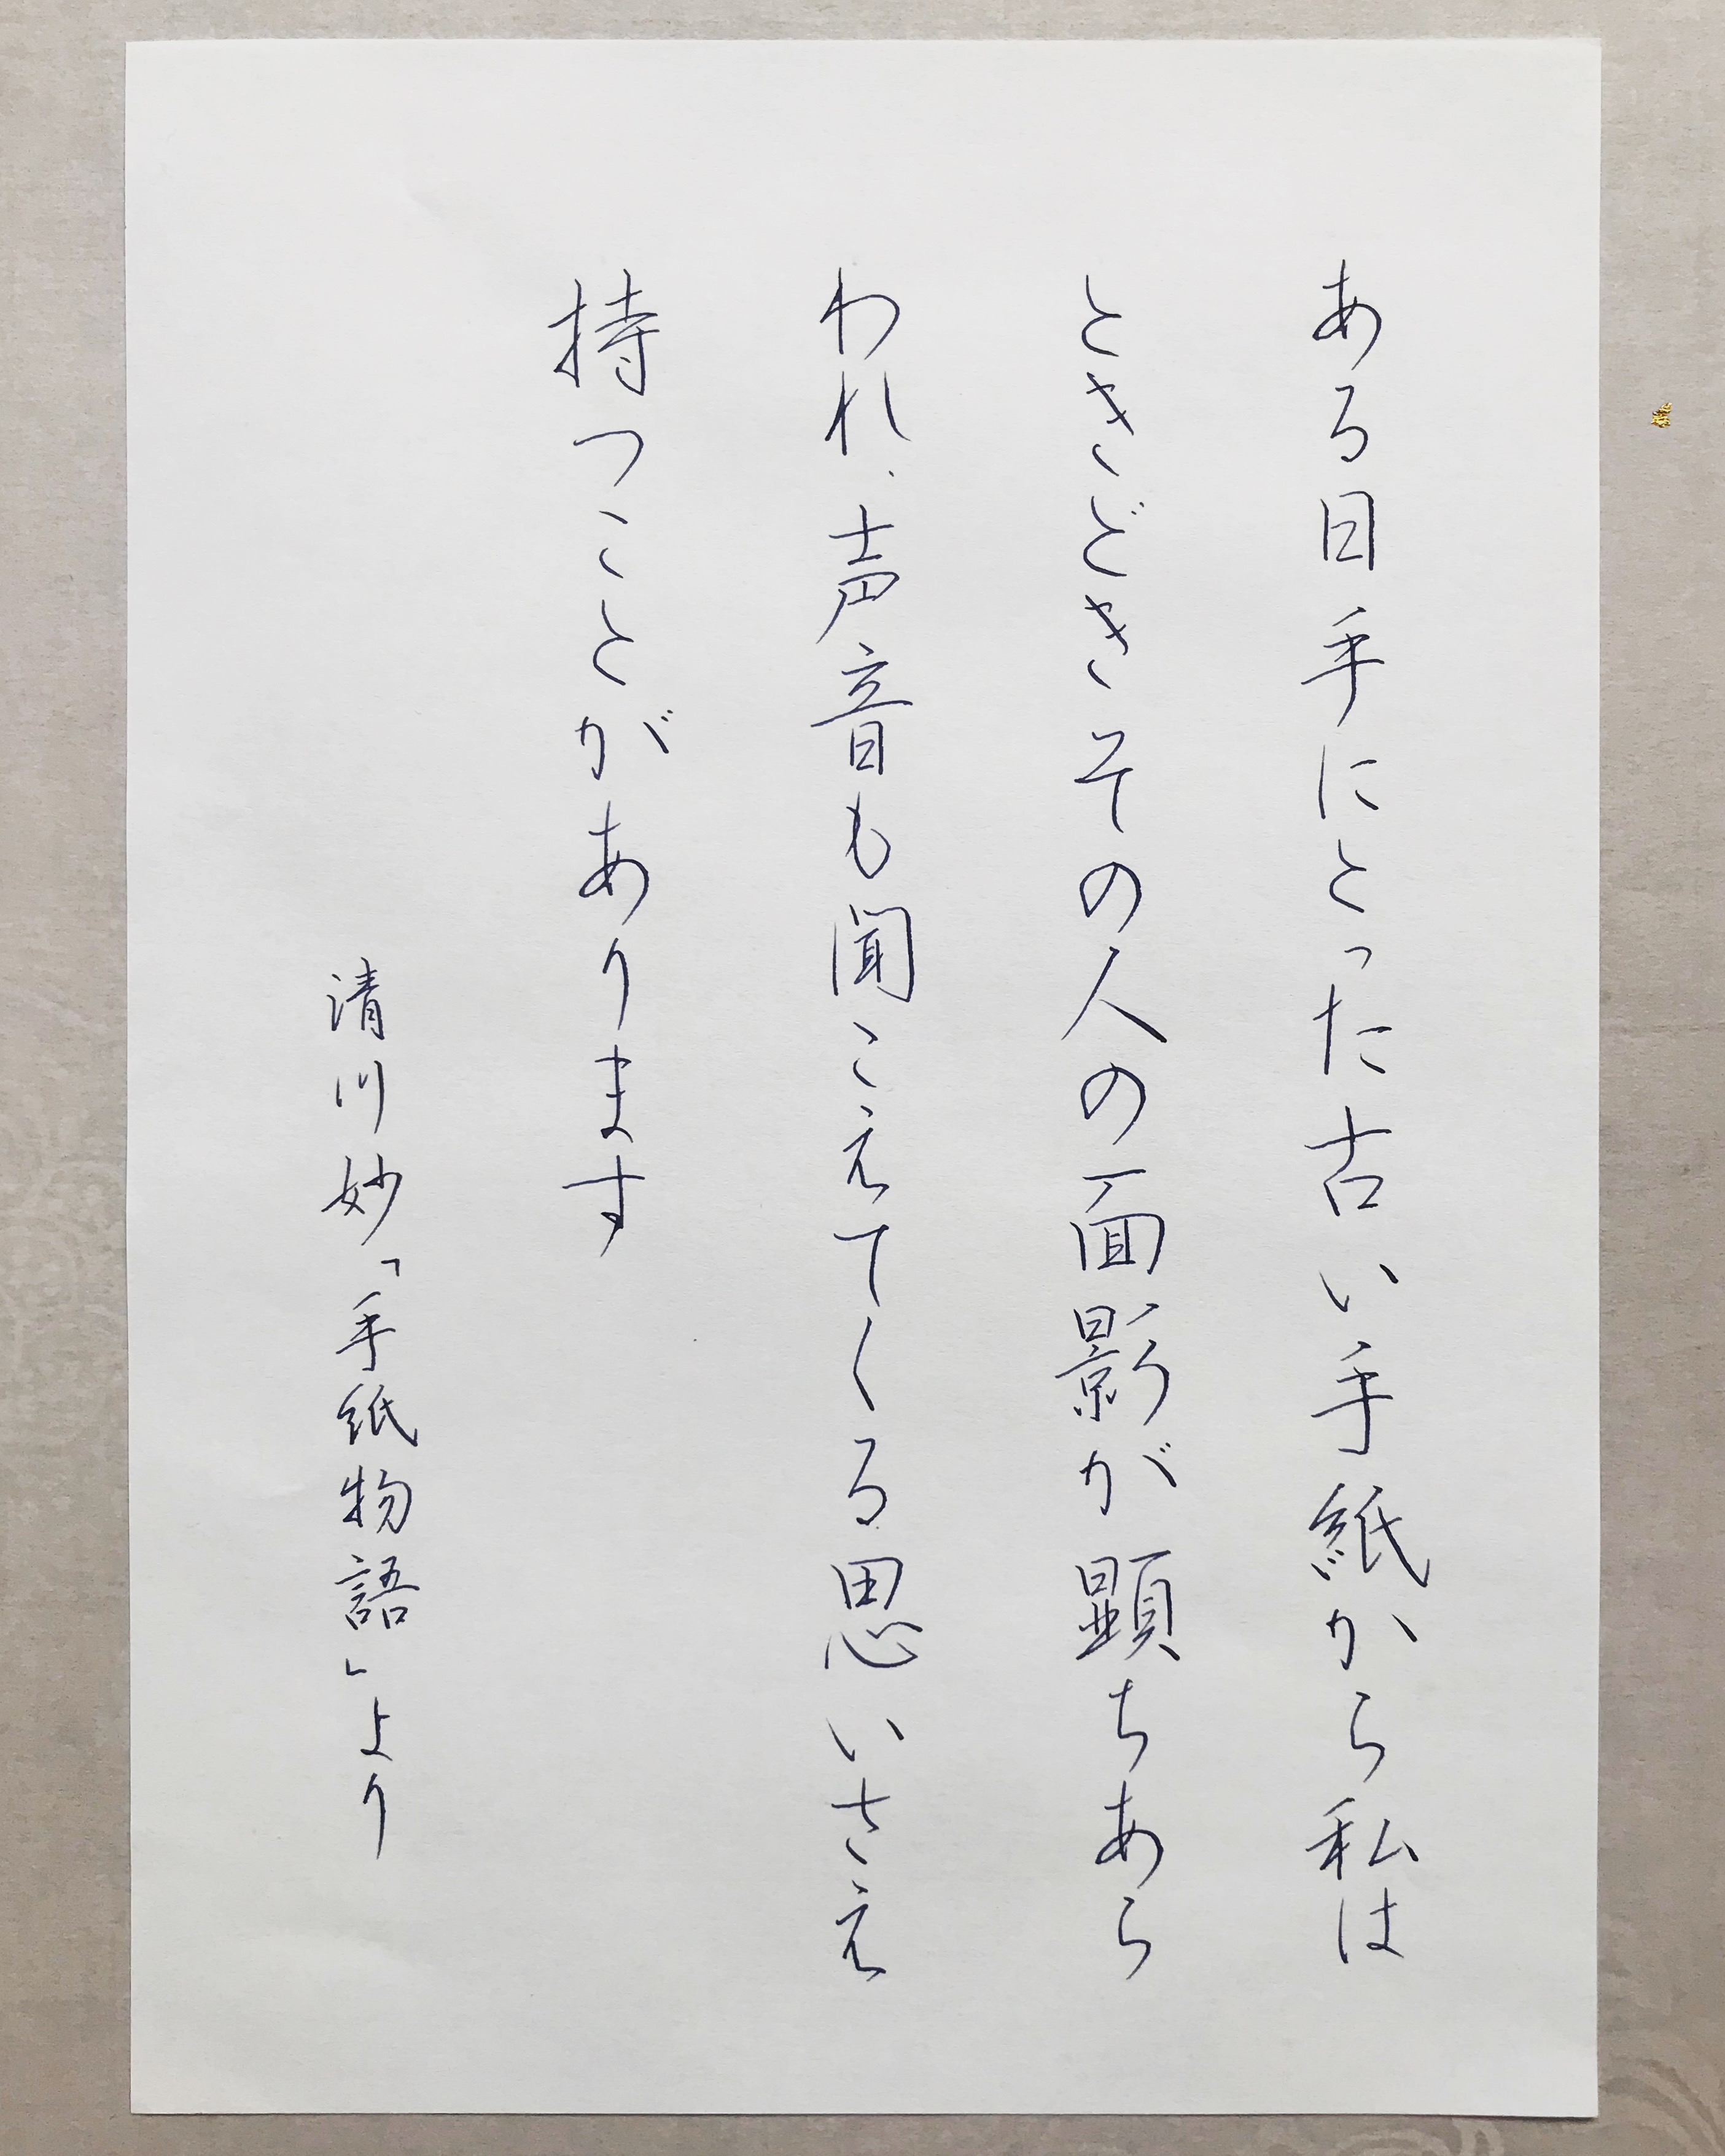 ある日手にとった古い手紙から私は
ときどきその人の面影が顕ちあら
われ、声音も聞こえてくる思いさえ
持つことがあります
清川妙「手紙物語」より